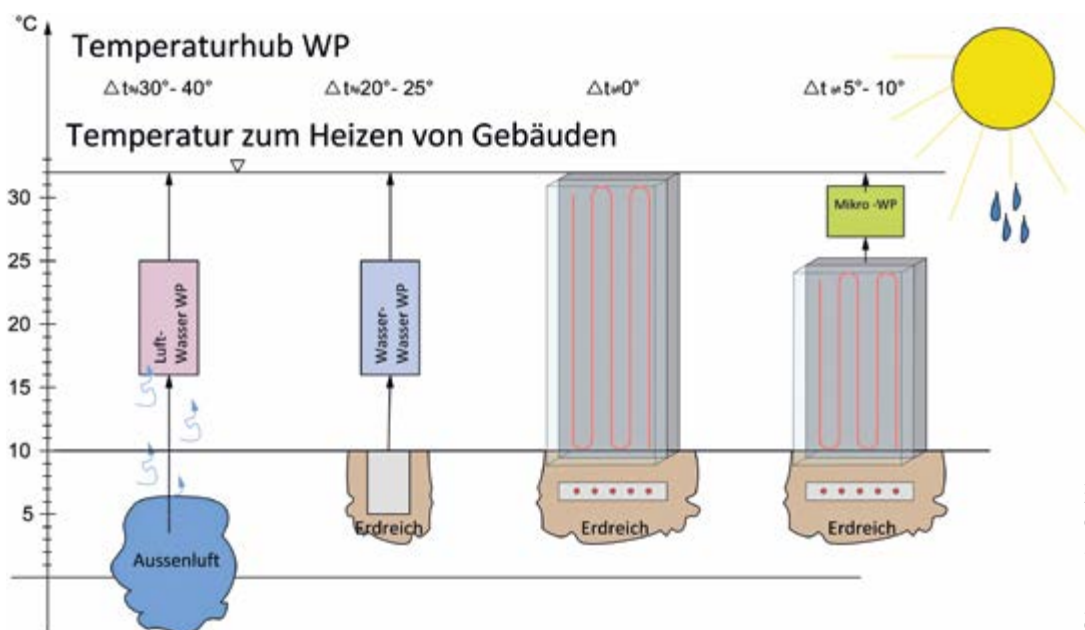 °C
Temperaturhub WP
△t≈30°- 40°
△t≈20°- 25°
△t≈0°
△t ≈5°- 10°
Temperatur zum Heizen von Gebäuden
30
25
20
15
10
5
Luft-
Wasser WP
Wasser-
Wasser WP
Mikro -WP
Aussenluft
Erdreich
Erdreich
Erdreich